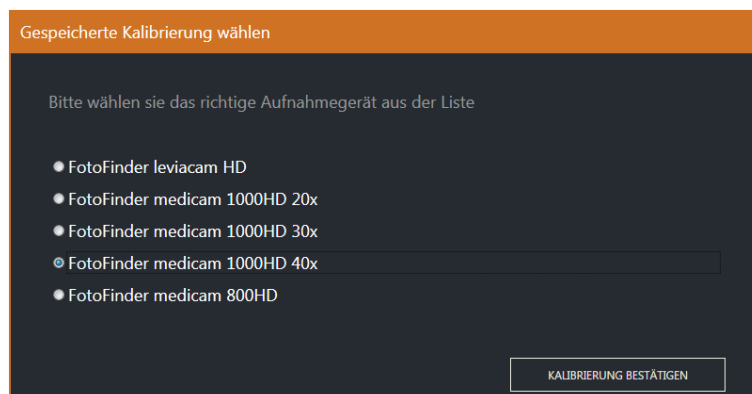 Gespeicherte Kalibrierung wählen
Bitte wählen sie das richtige Aufnahmegerät aus der Liste
FotoFinder leviacam HD
FotoFinder medicam 1000HD 20x
FotoFinder medicam 1000HD 30x
FotoFinder medicam 1000HD 40x
FotoFinder medicam 800HD
KALIBRIERUNG BESTÄTIGEN